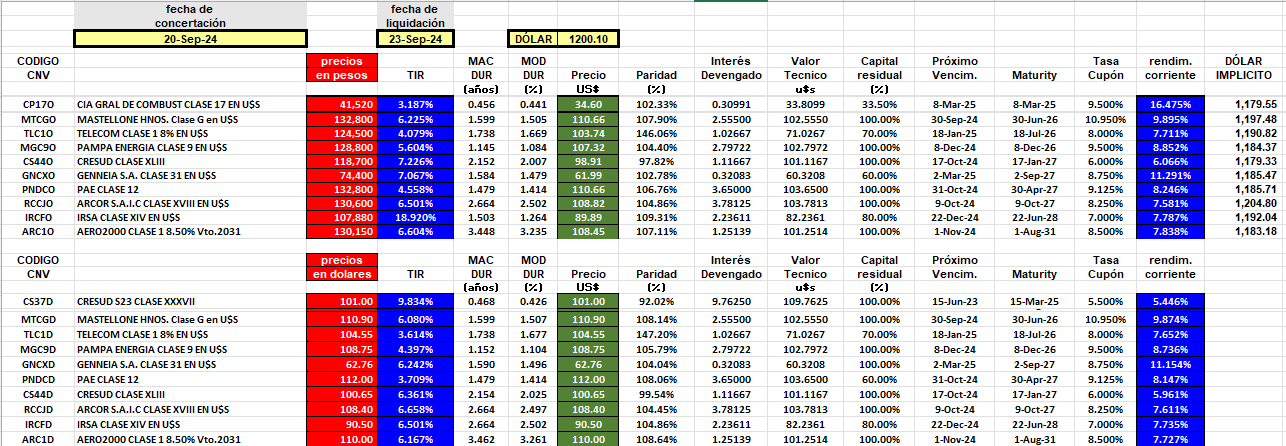 fecha de fecha de
concertación liquidación
20-Sep-24 23-Sep-24 DÓLAR 1200.10
CODIGO precios MAC MOD Interés Valor Capital Próximo Tasa rendim. DÓLAR
CNV en pesos TIR DUR DUR Precio Paridad Devengado Tecnico residual Vencim. Maturity Cupón corriente IMPLICITO
(años) (%) US$ (%) u$s (%)
CP17O CIA GRAL DE COMBUST CLASE 17 EN U$S 41,520 3.187% 0.456 0.441 34.60 102.33% 0.30991 33.8099 33.50% 8-Mar-25 8-Mar-25 9.500% 16.475% 1,179.55
MTCGO MASTELLONE HNOS. Clase G en U$S 132,800 6.225% 1.599 1.505 110.66 107.90% 2.55500 102.5550 100.00% 30-Sep-24 30-Jun-26 10.950% 9.895% 1,197.48
TLC1O TELECOM CLASE 1 8% EN U$S 124,500 4.079% 1.738 1.669 103.74 146.06% 1.02667 71.0267 70.00% 18-Jan-25 18-Jul-26 8.000% 7.711% 1,190.82
MGC9O PAMPA ENERGIA CLASE 9 EN U$S 128,800 5.604% 1.145 1.084 107.32 104.40% 2.79722 102.7972 100.00% 8-Dec-24 8-Dec-26 9.500% 8.852% 1,184.37
CS44O CRESUD CLASE XLIII 118,700 7.226% 2.152 2.007 98.91 97.82% 1.11667 101.1167 100.00% 17-Oct-24 17-Jan-27 6.000% 6.066% 1,179.33
GNCXO GENNEIA S.A. CLASE 31 EN U$S 74,400 7.067% 1.584 1.479 61.99 102.78% 0.32083 60.3208 60.00% 2-Mar-25 2-Sep-27 8.750% 11.291% 1,185.47
PNDCO PAE CLASE 12 132,800 4.558% 1.479 1.414 110.66 106.76% 3.65000 103.6500 100.00% 31-Oct-24 30-Apr-27 9.125% 8.246% 1,185.71
RCCJO ARCOR S.A.I.C CLASE XVIII EN U$S 130,600 6.501% 2.664 2.502 108.82 104.86% 3.78125 103.7813 100.00% 9-Oct-24 9-Oct-27 8.250% 7.581% 1,204.80
IRCFO IRSA CLASE XIV EN U$S 107,880 18.920% 1.503 1.264 89.89 109.31% 2.23611 82.2361 80.00% 22-Dec-24 22-Jun-28 7.000% 7.787% 1,192.04
ARC1O AERO2000 CLASE 1 8.50% Vto.2031 130,150 6.604% 3.448 3.235 108.45 107.11% 1.25139 101.2514 100.00% 1-Nov-24 1-Aug-31 8.500% 7.838% 1,183.18
CODIGO precios MAC MOD Interés Valor Capital Próximo Tasa rendim.
CNV en dolares TIR DUR DUR Precio Paridad Devengado Tecnico residual Vencim. Maturity Cupón corriente
(años) (%) US$ (%) u$s (%)
CS37D CRESUD S23 CLASE XXXVII 101.00 9.834% 0.468 0.426 101.00 92.02% 9.76250 109.7625 100.00% 15-Jun-23 15-Mar-25 5.500% 5.446%
MTCGD MASTELLONE HNOS. Clase G en U$S 110.90 6.080% 1.599 1.507 110.90 108.14% 2.55500 102.5550 100.00% 30-Sep-24 30-Jun-26 10.950% 9.874%
TLC1D TELECOM CLASE 1 8% EN U$S 104.55 3.614% 1.738 1.677 104.55 147.20% 1.02667 71.0267 70.00% 18-Jan-25 18-Jul-26 8.000% 7.652%
MGC9D PAMPA ENERGIA CLASE 9 EN U$S 108.75 4.397% 1.152 1.104 108.75 105.79% 2.79722 102.7972 100.00% 8-Dec-24 8-Dec-26 9.500% 8.736%
GNCXD GENNEIA S.A. CLASE 31 EN U$S 62.76 6.242% 1.590 1.496 62.76 104.04% 0.32083 60.3208 100.00% 2-Mar-25 2-Sep-27 8.750% 11.154%
PNDCD PAE CLASE 12 112.00 3.709% 1.479 1.414 112.00 108.06% 3.65000 103.6500 60.00% 31-Oct-24 30-Apr-27 9.125% 8.147%
CS44D CRESUD CLASE XLIII 100.65 6.361% 2.154 2.025 100.65 99.54% 1.11667 101.1167 100.00% 17-Oct-24 17-Jan-27 6.000% 5.961%
RCCJD ARCOR S.A.I.C CLASE XVIII EN U$S 108.40 6.658% 2.664 2.497 108.40 104.45% 3.78125 103.7813 100.00% 9-Oct-24 9-Oct-27 8.250% 7.611%
IRCFD IRSA CLASE XIV EN U$S 90.50 6.501% 2.664 2.502 90.50 104.86% 2.23611 82.2361 80.00% 22-Dec-24 22-Jun-28 7.000% 7.735%
ARC1D AERO2000 CLASE 1 8.50% Vto.2031 110.00 6.167% 3.462 3.261 110.00 108.64% 1.25139 101.2514 100.00% 1-Nov-24 1-Aug-31 8.500% 7.727%